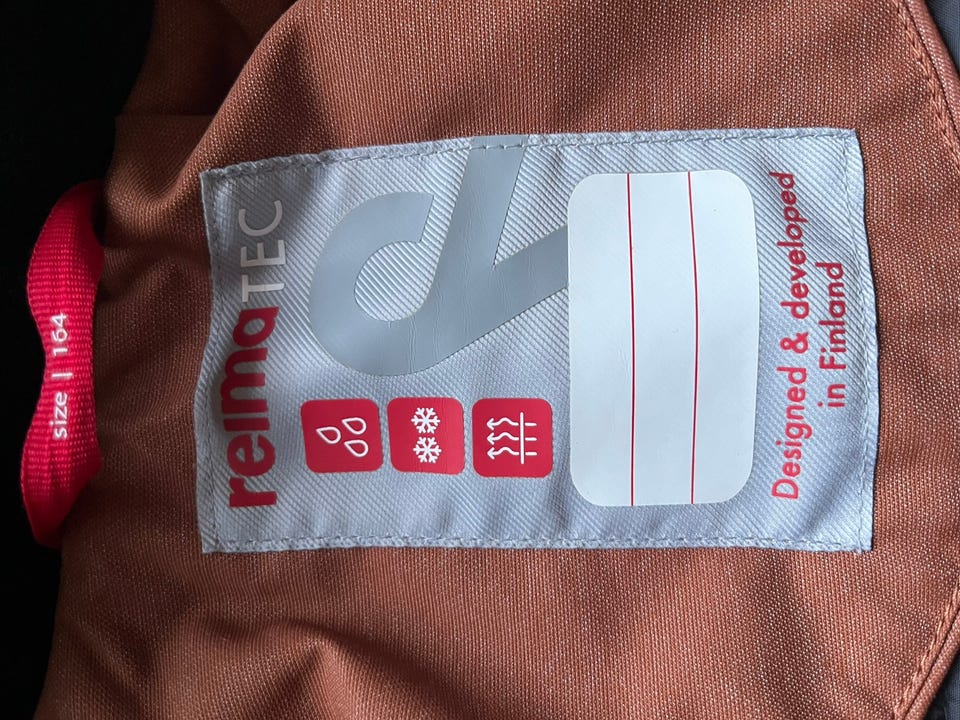 size | 164
reimaTEC
Designed & developed
in Finland